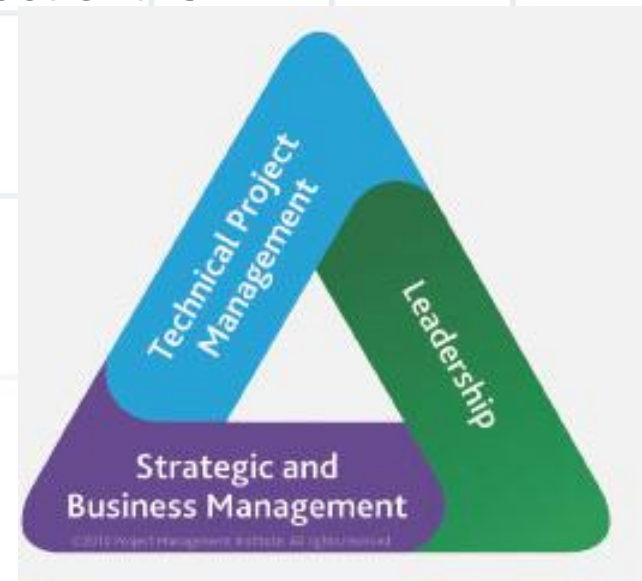 Technical Project
Management
Leadership
Strategic and
Business Management